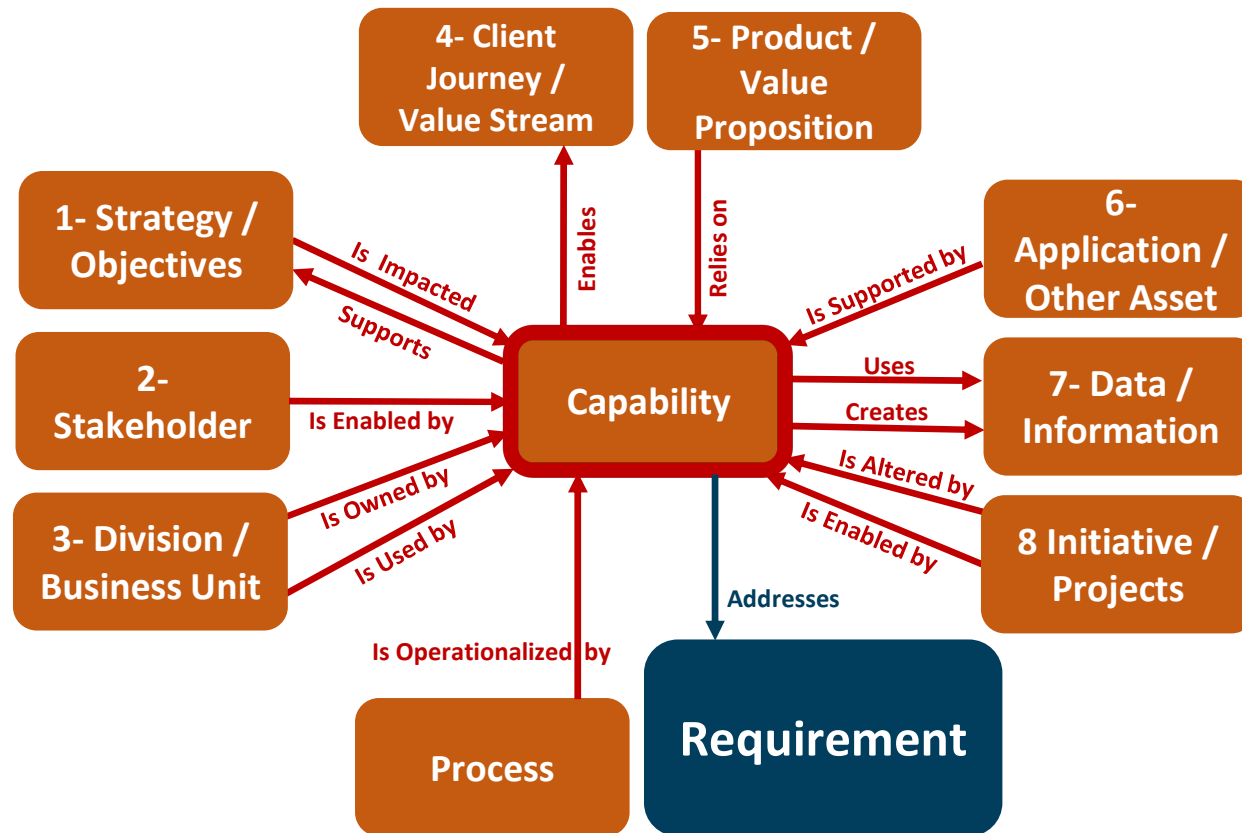 4- Client
Journey /
Value Stream
5- Product /
Value
Proposition
1- Strategy /
Objectives
Is Impacted
Supports
Enables
Relies on
6-
Application /
Other Asset
Is Supported by
2-
Stakeholder
Is Enabled by
Capability
Uses
Creates
7- Data /
Information
3- Division /
Business Unit
Is Owned by
Is Used by
Is Altered by
Is Enabled by
8 Initiative /
Projects
Is Operationalized by
Addresses
Process
Requirement